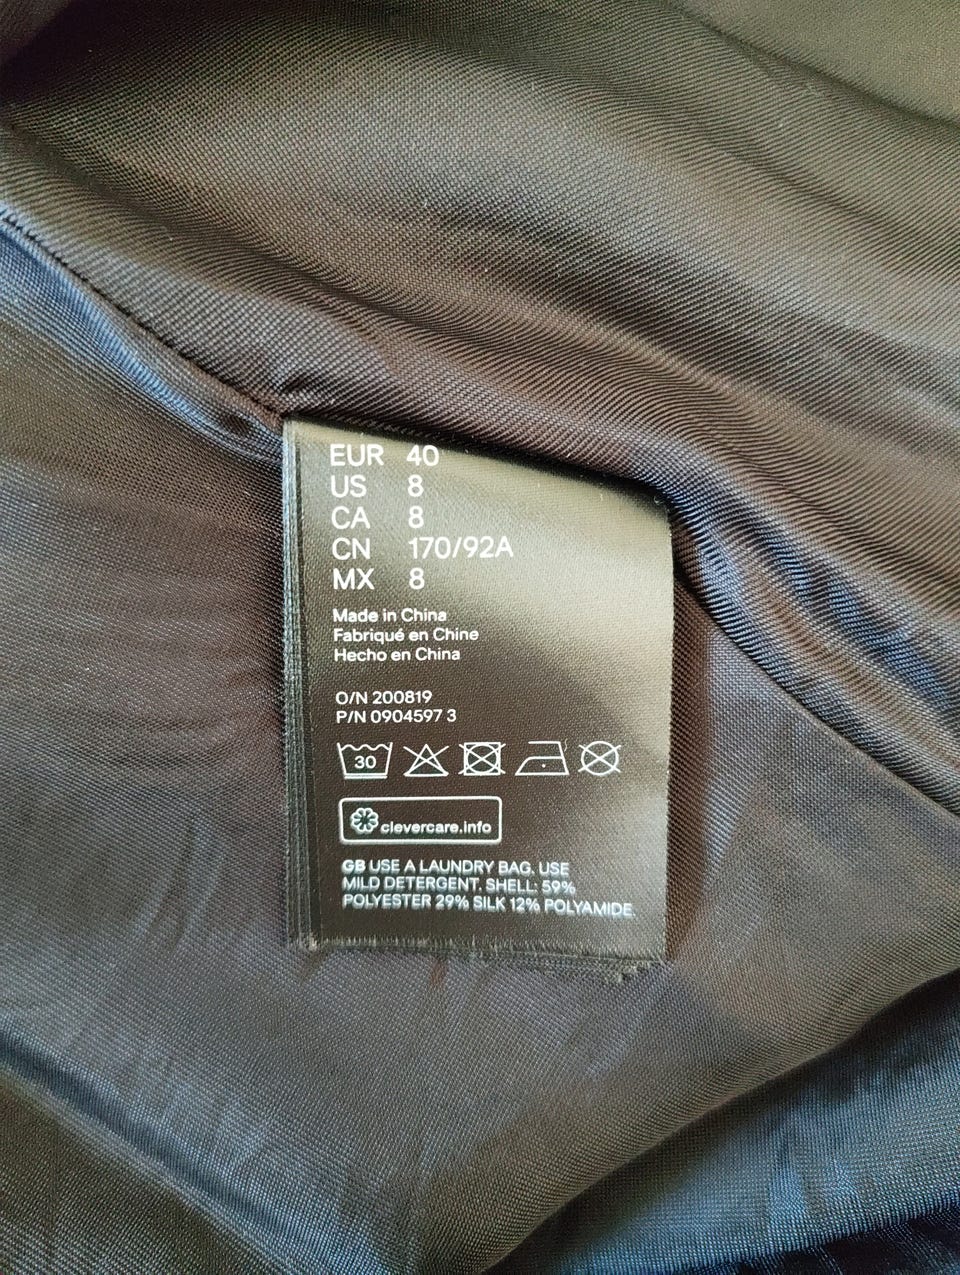 EUR 40
US 8
CA 8
CN 170/92A
MX 8
Made in China
Fabriqué en Chine
Hecho en China
O/N 200819
P/N 0904597 3
30
clevercare.info
GB USE A LAUNDRY BAG. USE
MILD DETERGENT. SHELL: 59%
POLYESTER 29% SILK 12% POLYAMIDE.